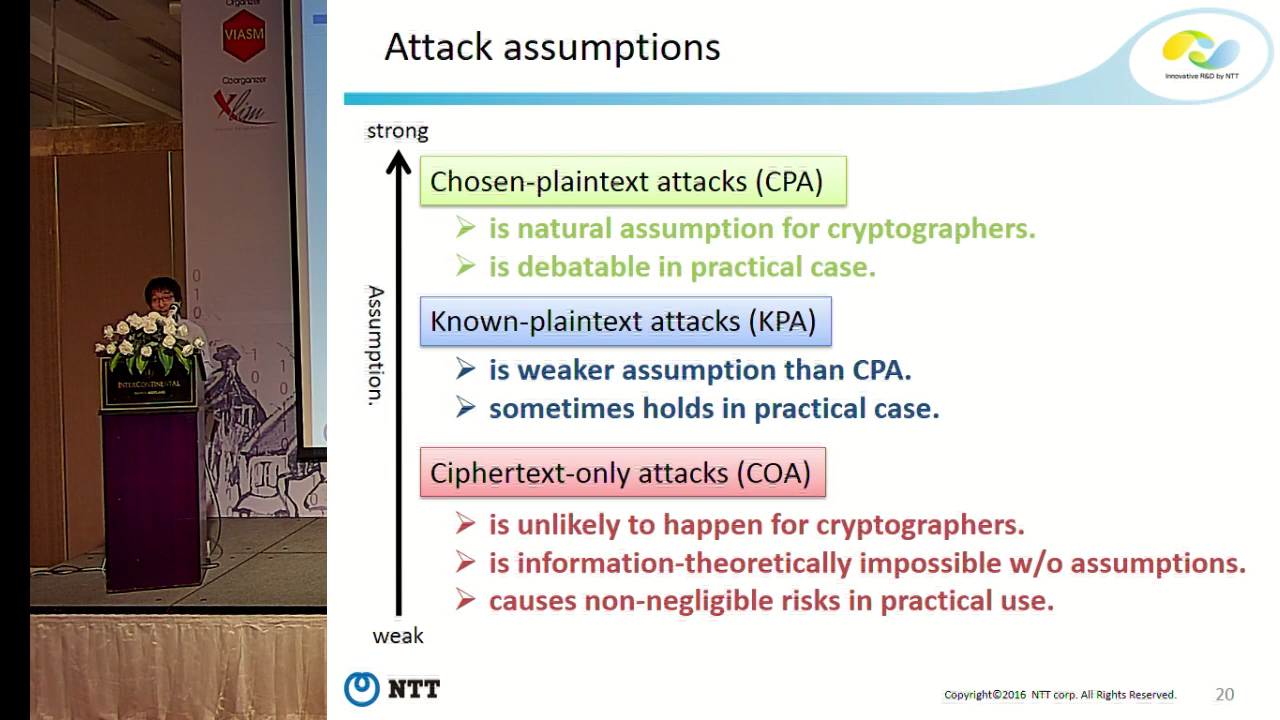 Organizer
VIASM
Coorganizer
Xlim
INTERCONTINENTAL
Attack assumptions
Innovative R&D by NTT
strong
Assumption.
weak
Chosen-plaintext attacks (CPA)
➢ is natural assumption for cryptographers.
➢ is debatable in practical case.
Known-plaintext attacks (KPA)
➢ is weaker assumption than CPA.
➢ sometimes holds in practical case.
Ciphertext-only attacks (COA)
➢ is unlikely to happen for cryptographers.
➢ is information-theoretically impossible w/o assumptions.
➢ causes non-negligible risks in practical use.
NTT
Copyright©2016 NTT corp. All Rights Reserved.
20